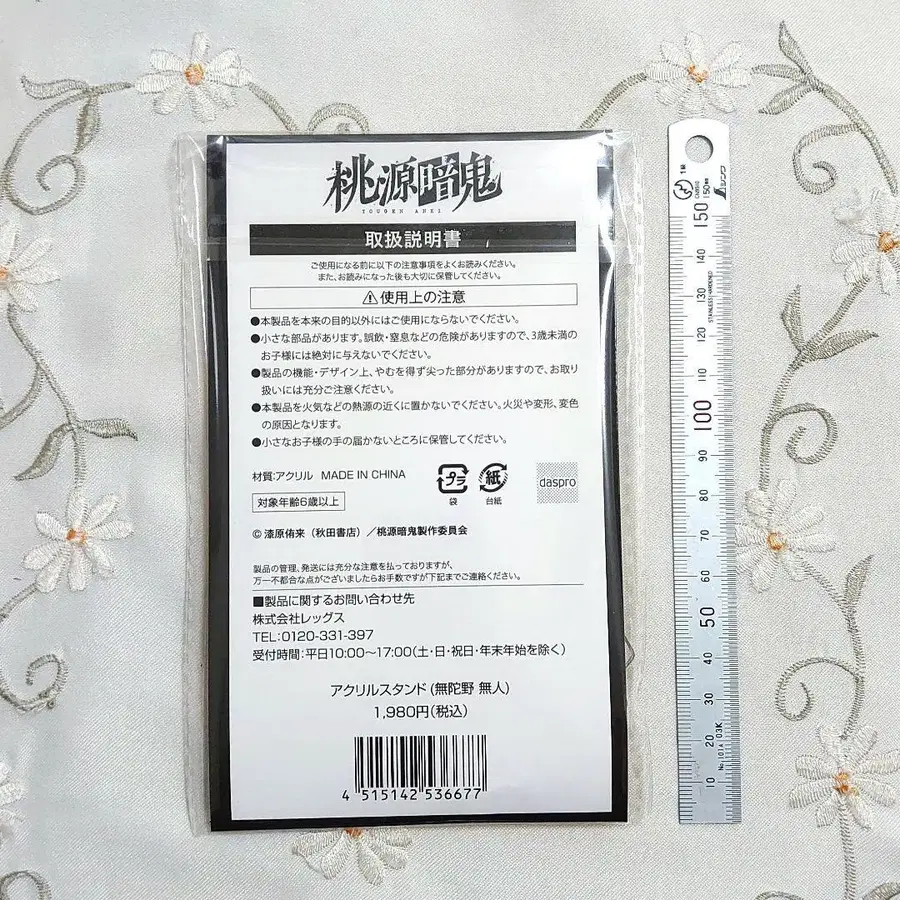 桃源暗鬼
TOUGEN ANKI
取扱説明書
ご使用になる前に以下の注意事項をよくお読みください。
また、お読みになった後も大切に保管してください。
⚠使用上の注意
●本製品を本来の目的以外にはご使用にならないでください。
●小さな部品があります。誤飲・窒息などの危険がありますので、3歳未満の
お子様には絶対に与えないでください。
●製品の機能・デザイン上、やむを得ず尖った部分がありますので、お取り
扱いには充分ご注意ください。
●本製品を火気などの熱源の近くに置かないでください。火災や変形、変色
の原因となります。
●小さなお子様の手の届かないところに保管してください。
材質:アクリル MADE IN CHINA
プラ
袋
紙
台紙
daspro
対象年齢6歳以上
© 漆原侑来（秋田書店）／桃源暗鬼製作委員会
製品の管理、発送には充分な注意を払っておりますが、
万一不都合な点がございましたらお手数ですが下記までご連絡ください。
■製品に関するお問い合わせ先
株式会社レッグス
TEL:0120-331-397
受付時間:平日10:00～17:00(土・日・祝日・年末年始を除く)
アクリルスタンド(無陀野 無人)
1,980円(税込)
4 515142 536677
シンワ
150
140
130
120
110
100
90
80
70
60
50
40
30
20
10
STAINLESS HARDENED
No.101A 03K